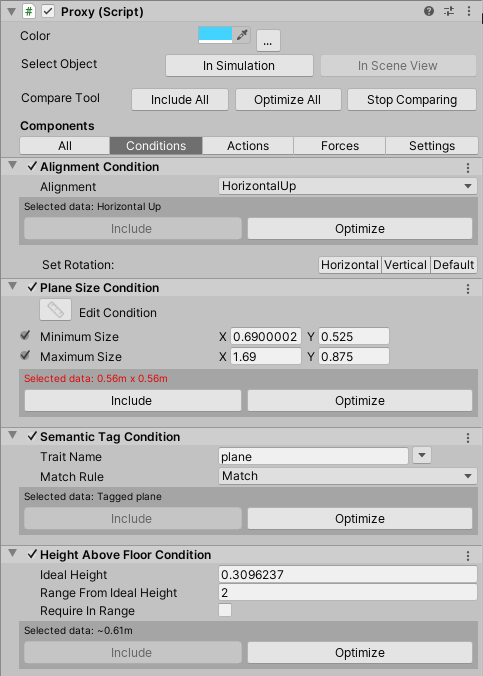 Proxy (Script)
Color
...
Select Object In Simulation In Scene View
Compare Tool Include All Optimize All Stop Comparing
Components
All Conditions Actions Forces Settings
Alignment Condition
Alignment HorizontalUp
Selected data: Horizontal Up
Include Optimize
Set Rotation: Horizontal Vertical Default
Plane Size Condition
Edit Condition
Minimum Size X 0.6900002 Y 0.525
Maximum Size X 1.69 Y 0.875
Selected data: 0.56m x 0.56m
Include Optimize
Semantic Tag Condition
Trait Name plane
Match Rule Match
Selected data: Tagged plane
Include Optimize
Height Above Floor Condition
Ideal Height 0.3096237
Range From Ideal Height 2
Require In Range
Selected data: ~0.61m
Include Optimize